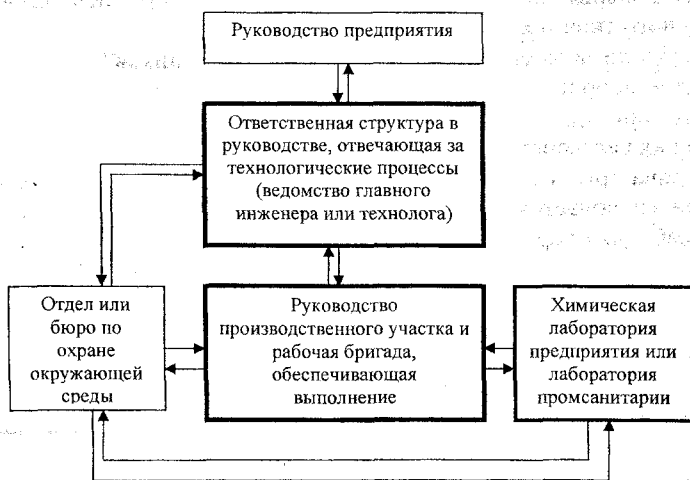 Руководство предприятия
Ответственная структура в
руководстве, отвечающая за
технологические процессы
(ведомство главного
инженера или технолога)
Отдел или
бюро по
охране
окружающей
среды
Руководство
производственного участка и
рабочая бригада,
обеспечивающая
выполнение
Химическая
лаборатория
предприятия или
лаборатория
промсанитарии